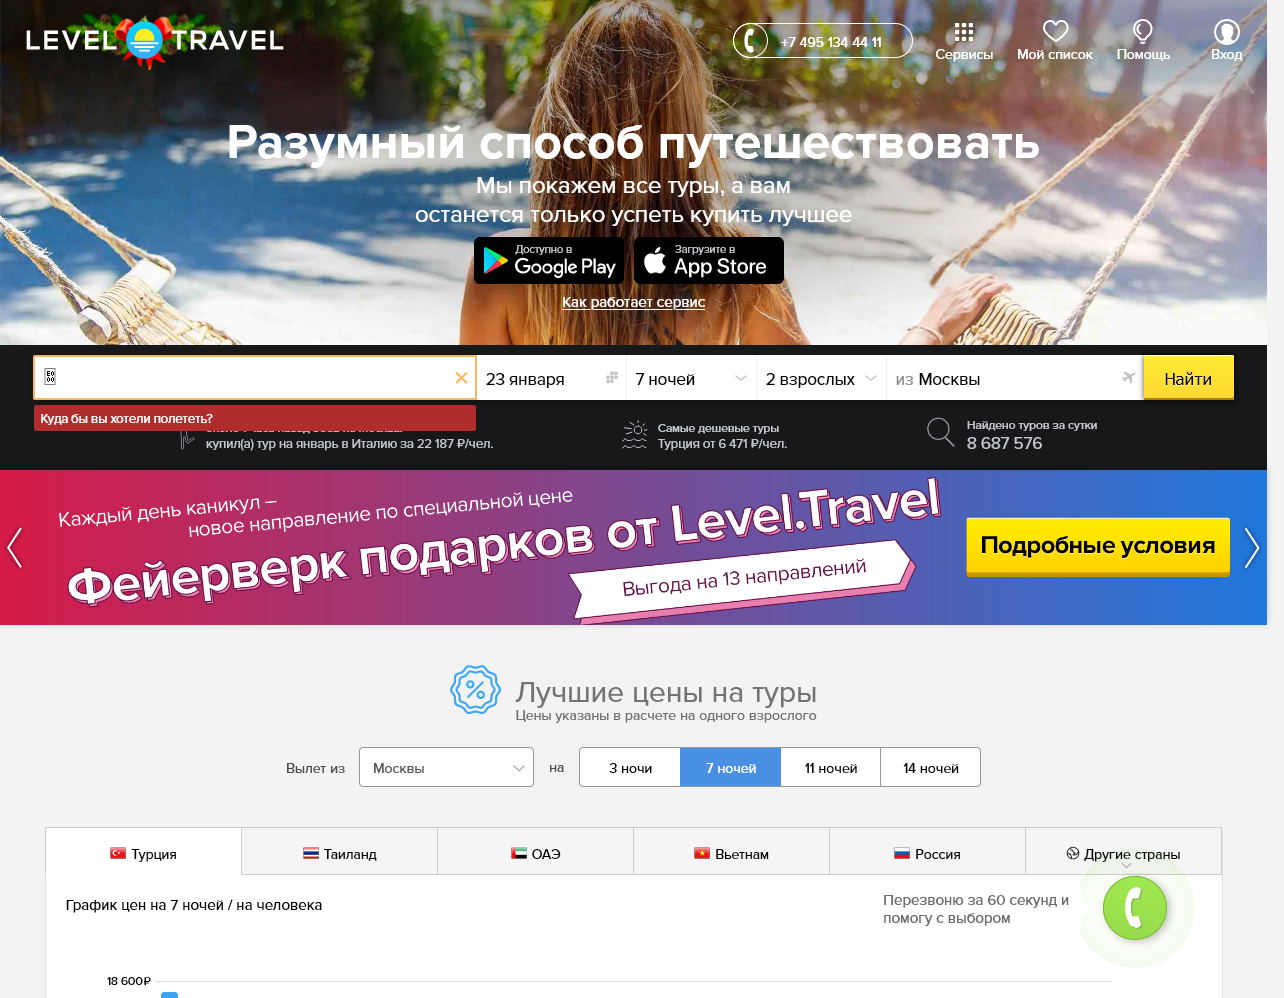 LEVEL TRAVEL
+7 495 134 44 11
Сервисы
Мой список
Помощь
Вход
Разумный способ путешествовать
Мы покажем все туры, а вам
останется только успеть купить лучшее
Доступно в
Google Play
Загрузите в
App Store
Как работает сервис
23 января
7 ночей
2 взрослых
из Москвы
Найти
Куда бы вы хотели полететь?
купил(а) тур на январь в Италию за 22 187 ₽/чел.
Самые дешевые туры
Турция от 6 471 ₽/чел.
Найдено туров за сутки
8 687 576
Каждый день каникул –
новое направление по специальной цене
Фейерверк подарков от Level.Travel
Выгода на 13 направлений
Подробные условия
Лучшие цены на туры
Цены указаны в расчете на одного взрослого
Вылет из
Москвы
на
3 ночи
7 ночей
11 ночей
14 ночей
Турция
Таиланд
ОАЭ
Вьетнам
Россия
Другие страны
График цен на 7 ночей / на человека
Перезвоню за 60 секунд и
помогу с выбором
18 600₽